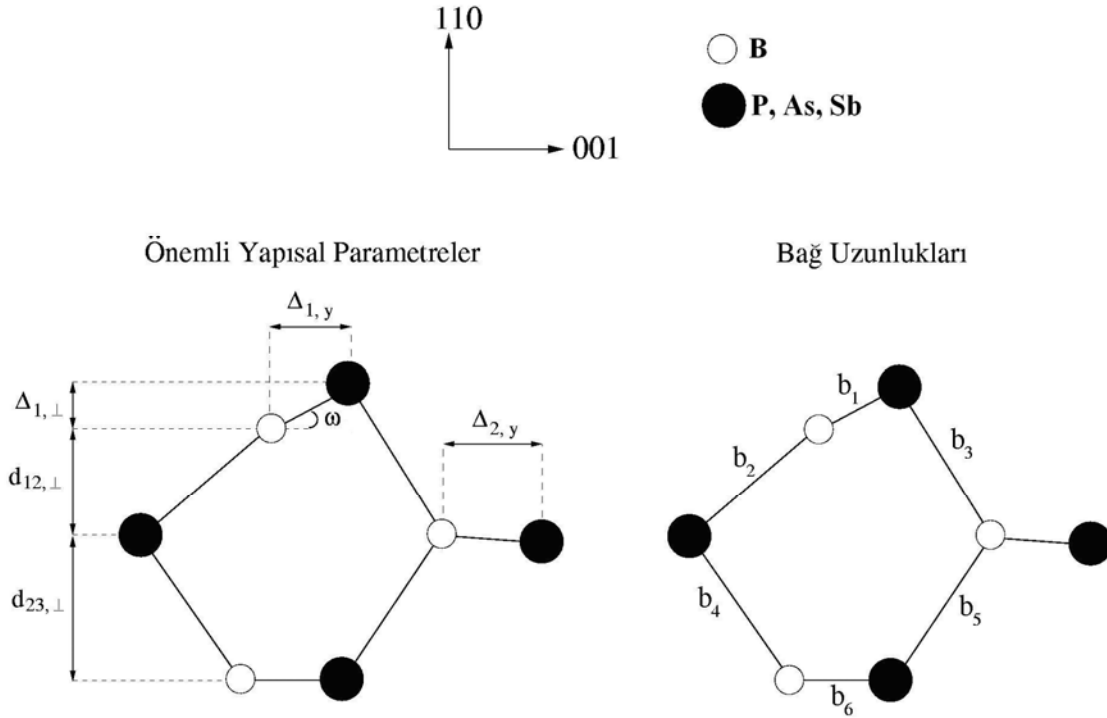 110
001
B
P, As, Sb
Önemli Yapısal Parametreler
Bağ Uzunlukları
Δ1, y
Δ1,⊥
ω
Δ2, y
d12,⊥
d23,⊥
b1
b2
b3
b4
b5
b6